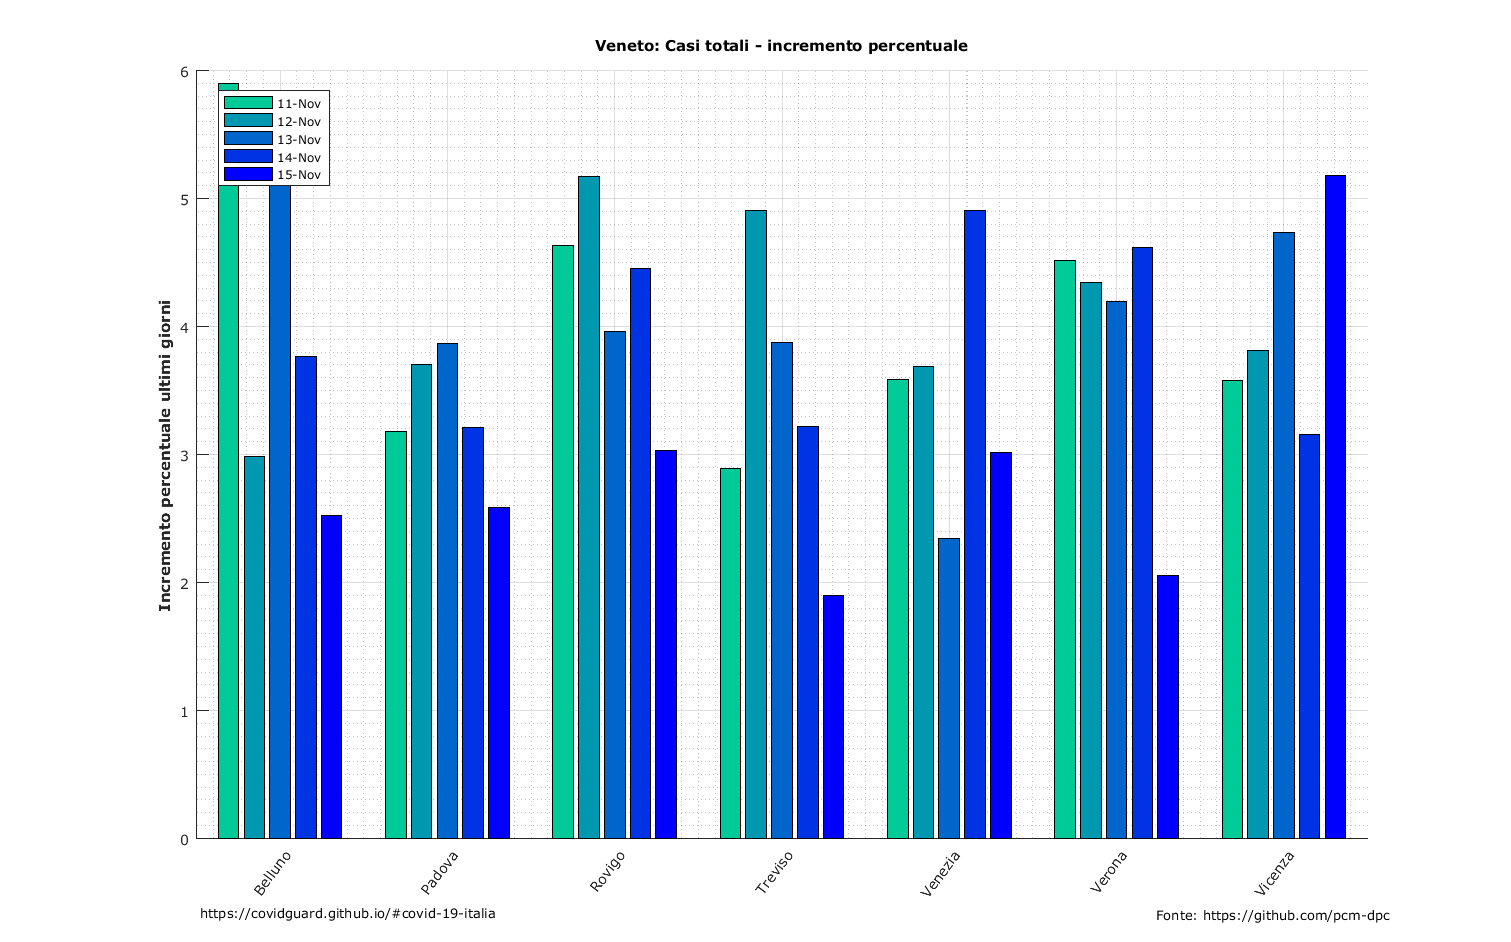 Veneto: Casi totali - incremento percentuale
Incremento percentuale ultimi giorni
6
5
4
3
2
1
0
11-Nov
12-Nov
13-Nov
14-Nov
15-Nov
Belluno
Padova
Rovigo
Treviso
Venezia
Verona
Vicenza
https://covidguard.github.io/#covid-19-italia
Fonte: https://github.com/pcm-dpc